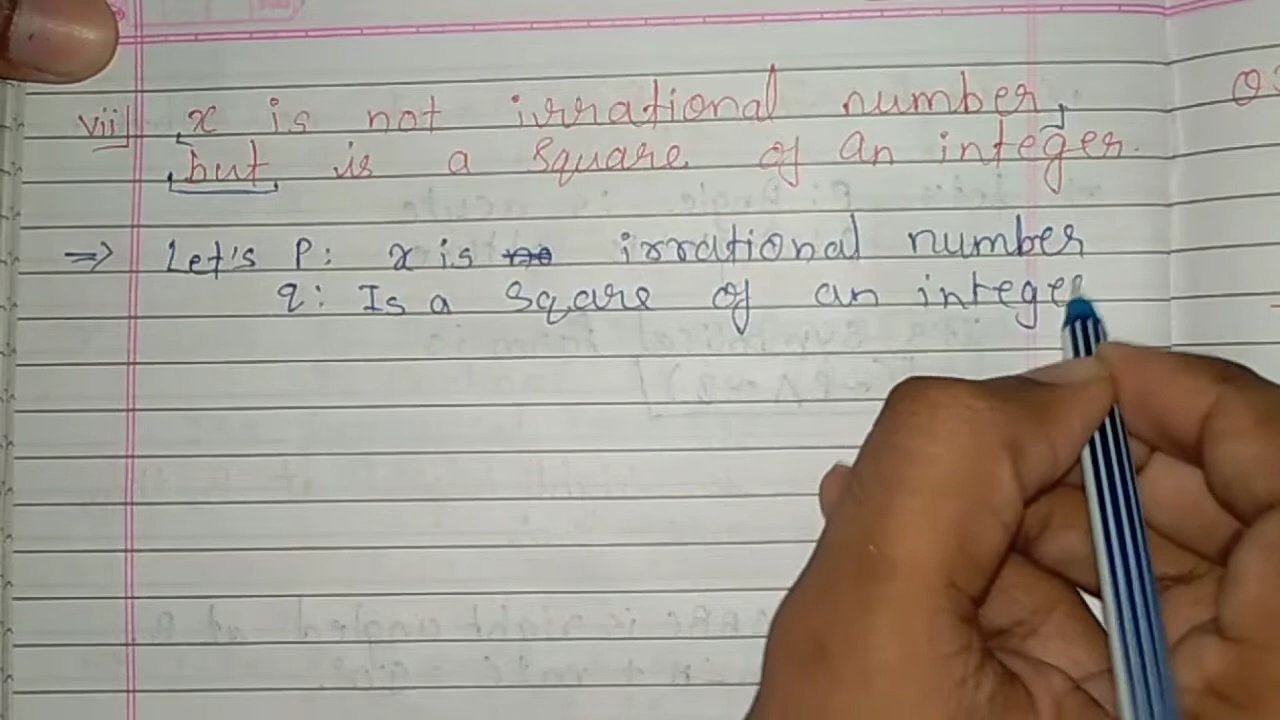 vii] x is not irrational number,
but is a square of an integer.
⇒ Let's P: x is irrational number
q: Is a Sqare of an integer